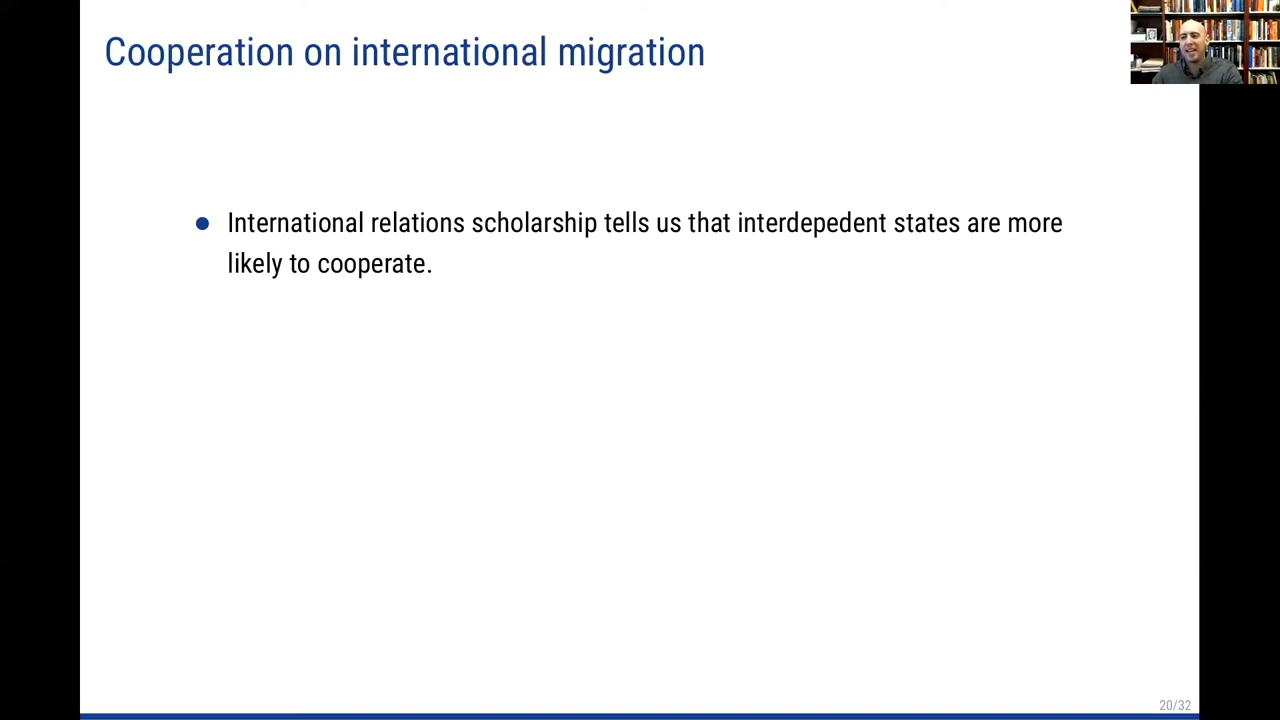 Cooperation on international migration
International relations scholarship tells us that interdepedent states are more
likely to cooperate.
20/32